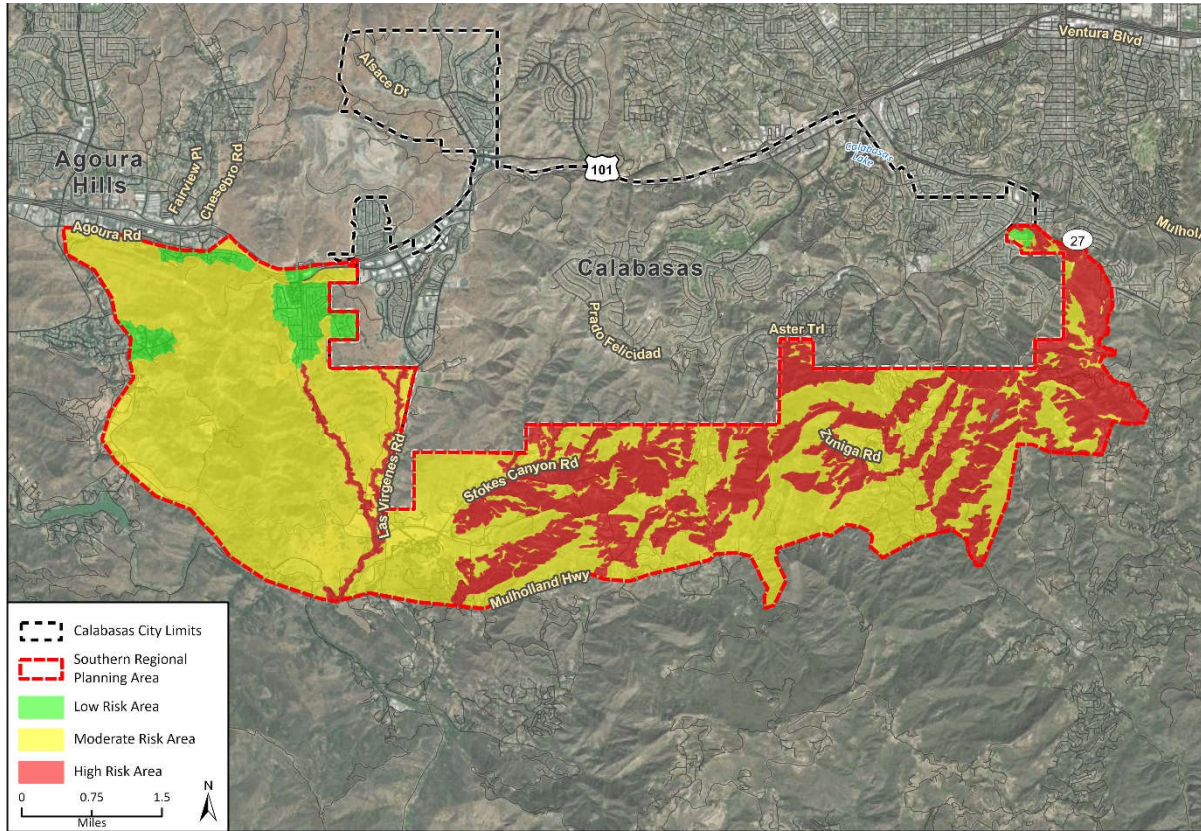 Ventura Blvd
Alsace Dr
Agoura
Hills
Fairview Pl
Chesebro Rd
101
Calabasas
Lake
Agoura Rd
27
Calabasas
Prado Felicidad
Aster Trl
Zuniga Rd
Stokes Canyon Rd
Las Virgenes Rd
Mulholland Hwy
Calabasas City Limits
Southern Regional
Planning Area
Low Risk Area
Moderate Risk Area
High Risk Area
N
0 0.75 1.5
Miles